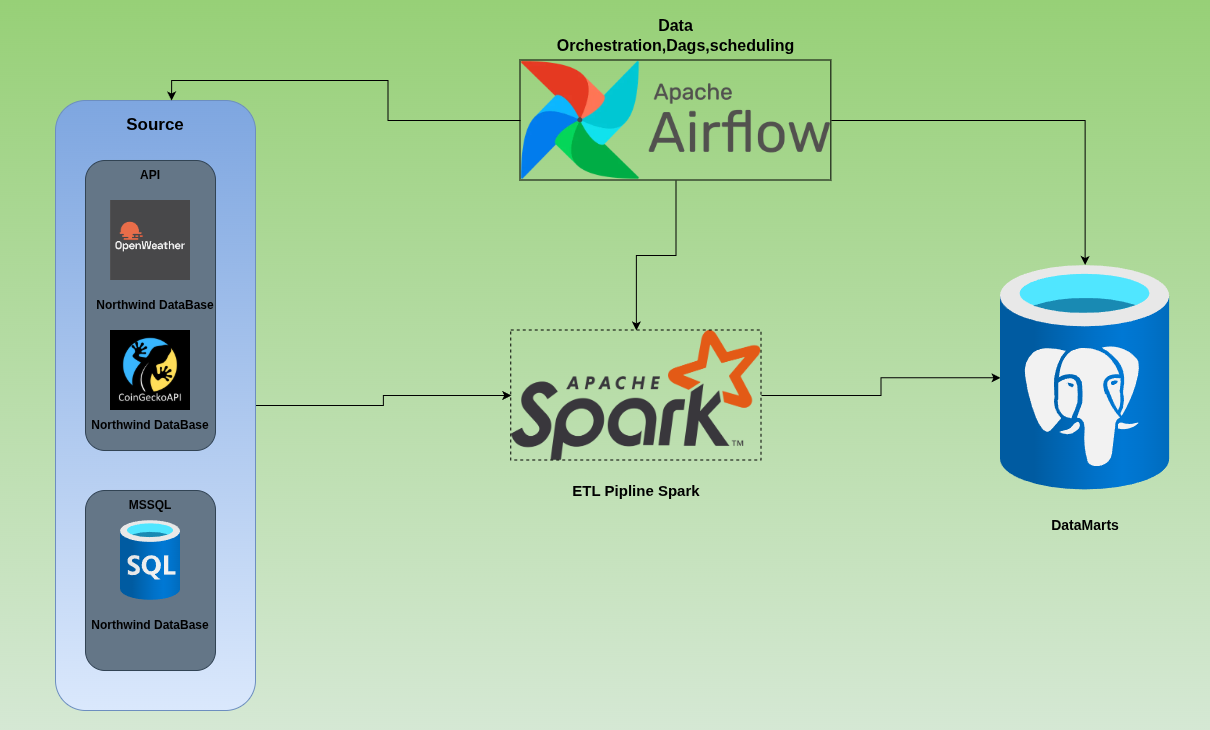 Data
Orchestration,Dags,scheduling
Apache
Airflow
Source
API
OpenWeather
Northwind DataBase
CoinGeckoAPI
Northwind DataBase
MSSQL
SQL
Northwind DataBase
APACHE
Spark™
ETL Pipline Spark
DataMarts